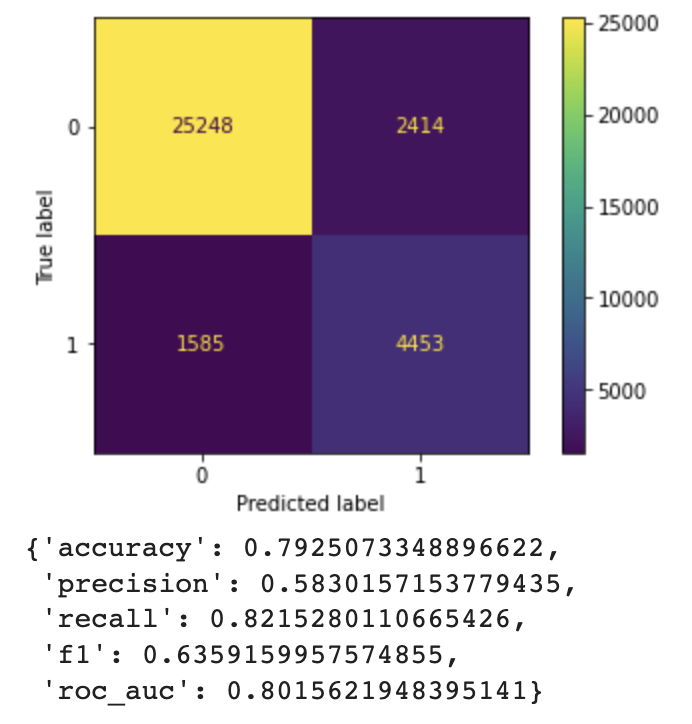 25000
0
25248
2414
20000
True label
15000
10000
1
1585
4453
5000
0
1
Predicted label
{'accuracy': 0.7925073348896622,
'precision': 0.5830157153779435,
'recall': 0.8215280110665426,
'f1': 0.6359159957574855,
'roc_auc': 0.8015621948395141}